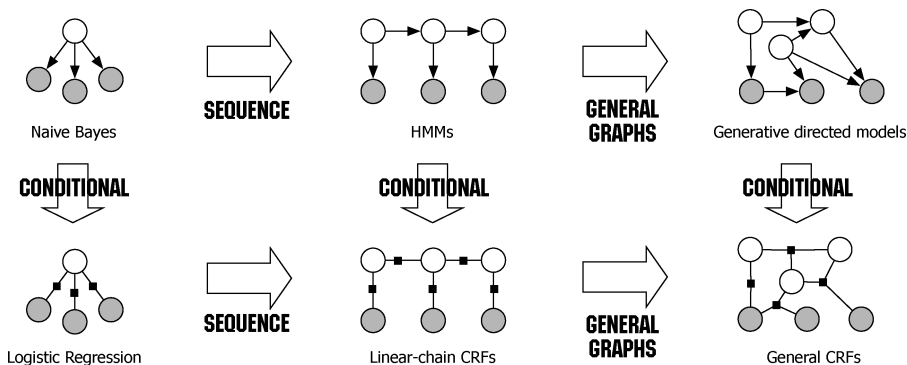 SEQUENCE
GENERAL
GRAPHS
Naive Bayes
HMMs
Generative directed models
CONDITIONAL
CONDITIONAL
CONDITIONAL
SEQUENCE
GENERAL
GRAPHS
Logistic Regression
Linear-chain CRFs
General CRFs